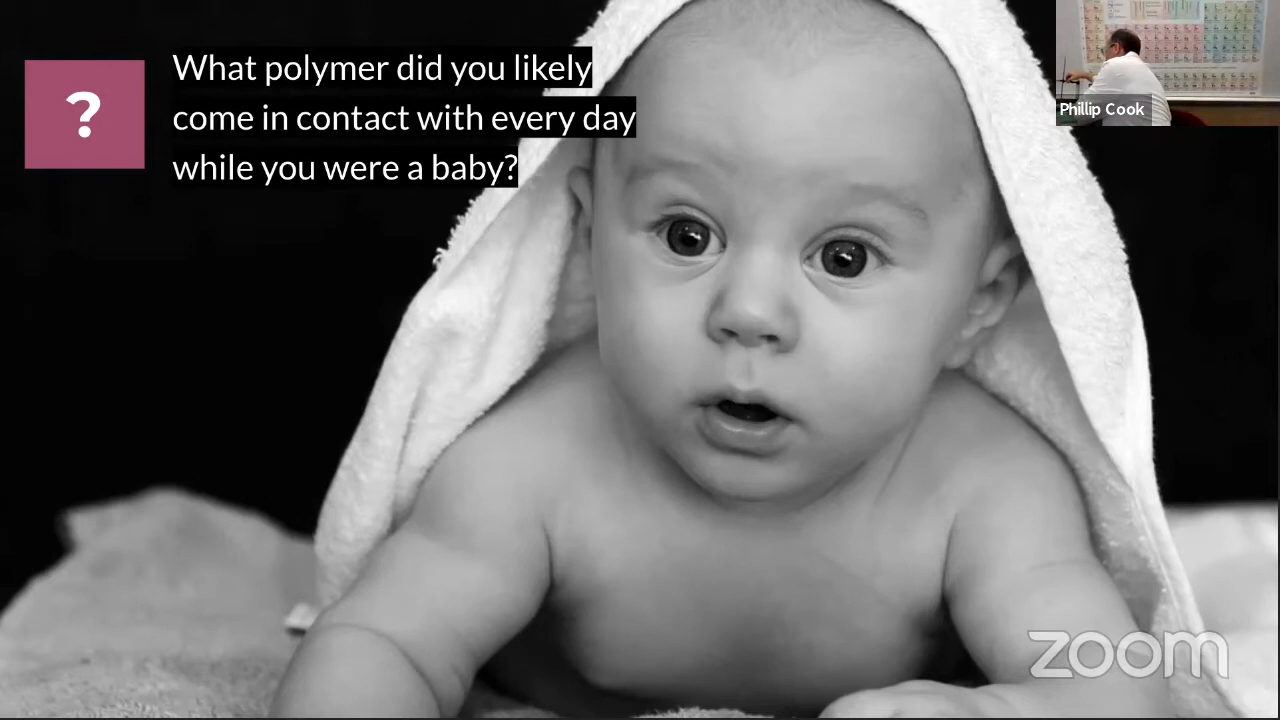 ?
What polymer did you likely
come in contact with every day
while you were a baby?
Phillip Cook
zoom